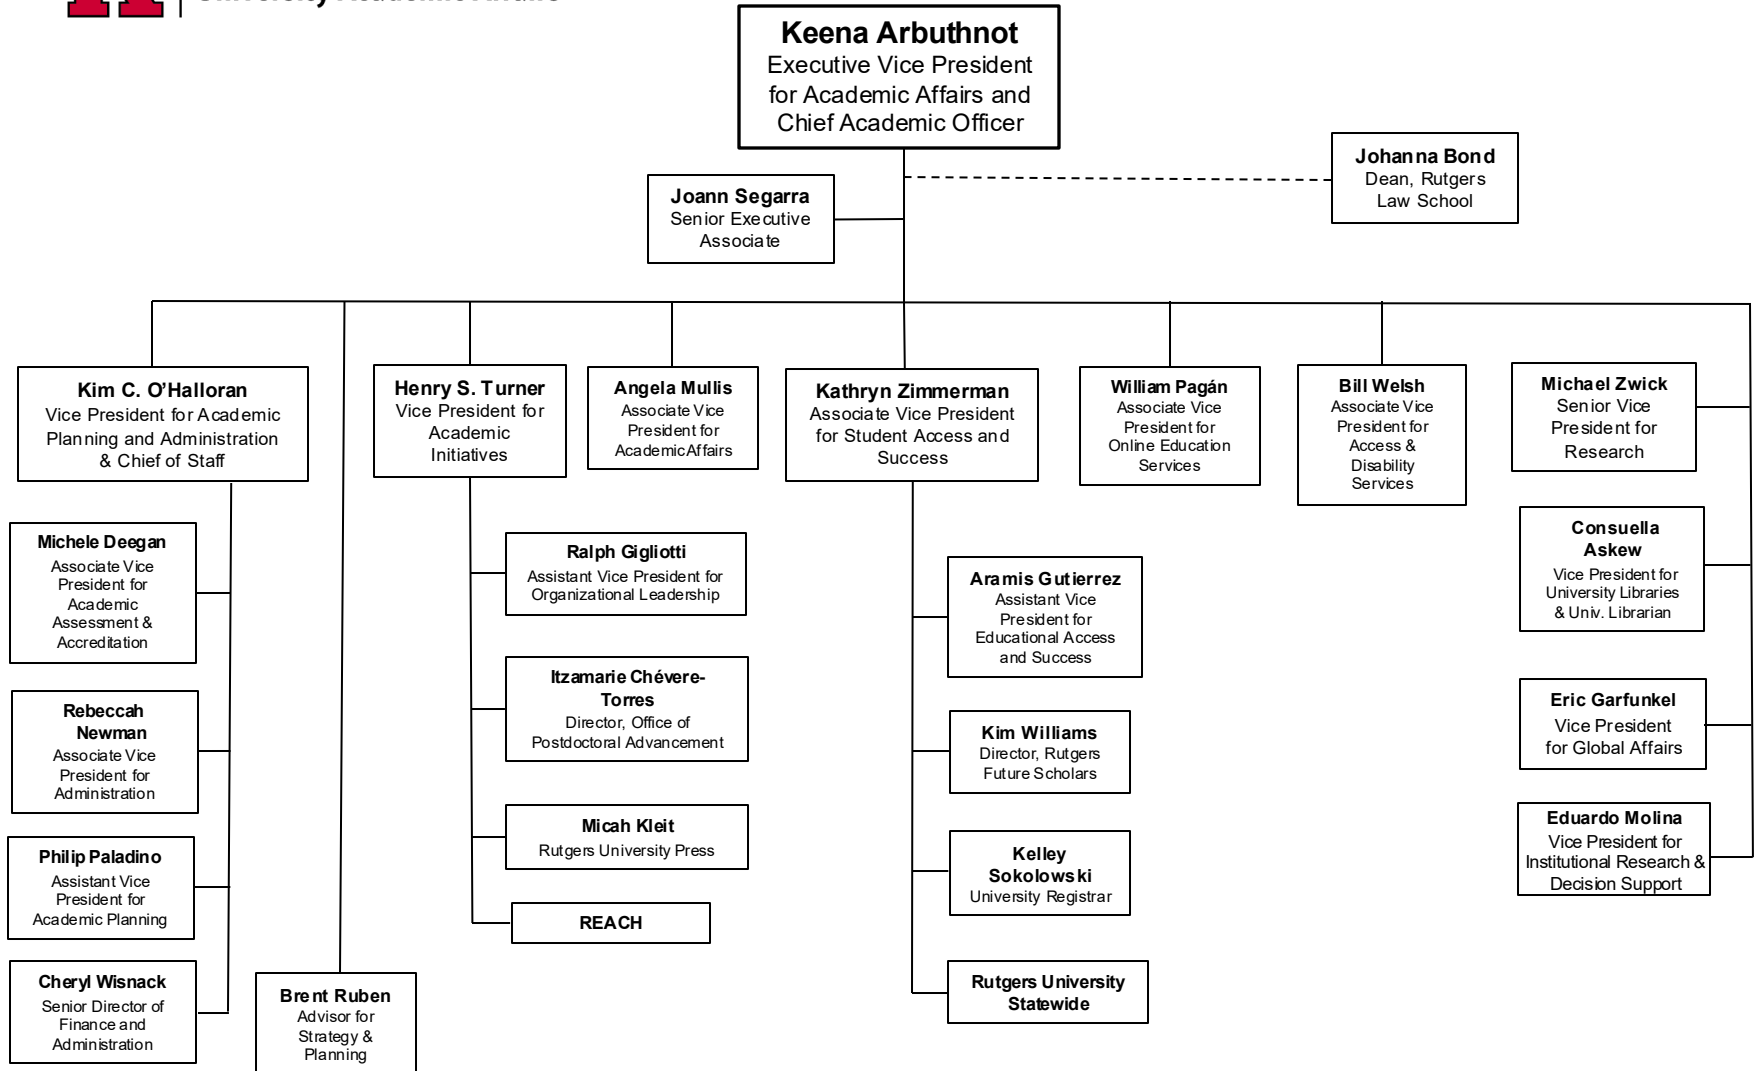 University Academic Affairs
Keena Arbuthnot
Executive Vice President
for Academic Affairs and
Chief Academic Officer
Johanna Bond
Dean, Rutgers
Law School
Joann Segarra
Senior Executive
Associate
Kim C. O’Halloran
Vice President for Academic
Planning and Administration
& Chief of Staff
Henry S. Turner
Vice President for
Academic
Initiatives
Angela Mullis
Associate Vice
President for
Academic Affairs
Kathryn Zimmerman
Associate Vice President
for Student Access and
Success
William Pagán
Associate Vice
President for
Online Education
Services
Bill Welsh
Associate Vice
President for
Access &
Disability
Services
Michael Zwick
Senior Vice
President for
Research
Michele Deegan
Associate Vice
President for
Academic
Assessment &
Accreditation
Rebeccah
Newman
Associate Vice
President for
Administration
Philip Paladino
Assistant Vice
President for
Academic Planning
Cheryl Wisnack
Senior Director of
Finance and
Administration
Brent Ruben
Advisor for
Strategy &
Planning
Ralph Gigliotti
Assistant Vice President for
Organizational Leadership
Itzamarie Chévere-
Torres
Director, Office of
Postdoctoral Advancement
Micah Kleit
Rutgers University Press
REACH
Aramis Gutierrez
Assistant Vice
President for
Educational Access
and Success
Kim Williams
Director, Rutgers
Future Scholars
Kelley
Sokolowski
University Registrar
Rutgers University
Statewide
Consuella
Askew
Vice President for
University Libraries
& Univ. Librarian
Eric Garfunkel
Vice President
for Global Affairs
Eduardo Molina
Vice President for
Institutional Research &
Decision Support